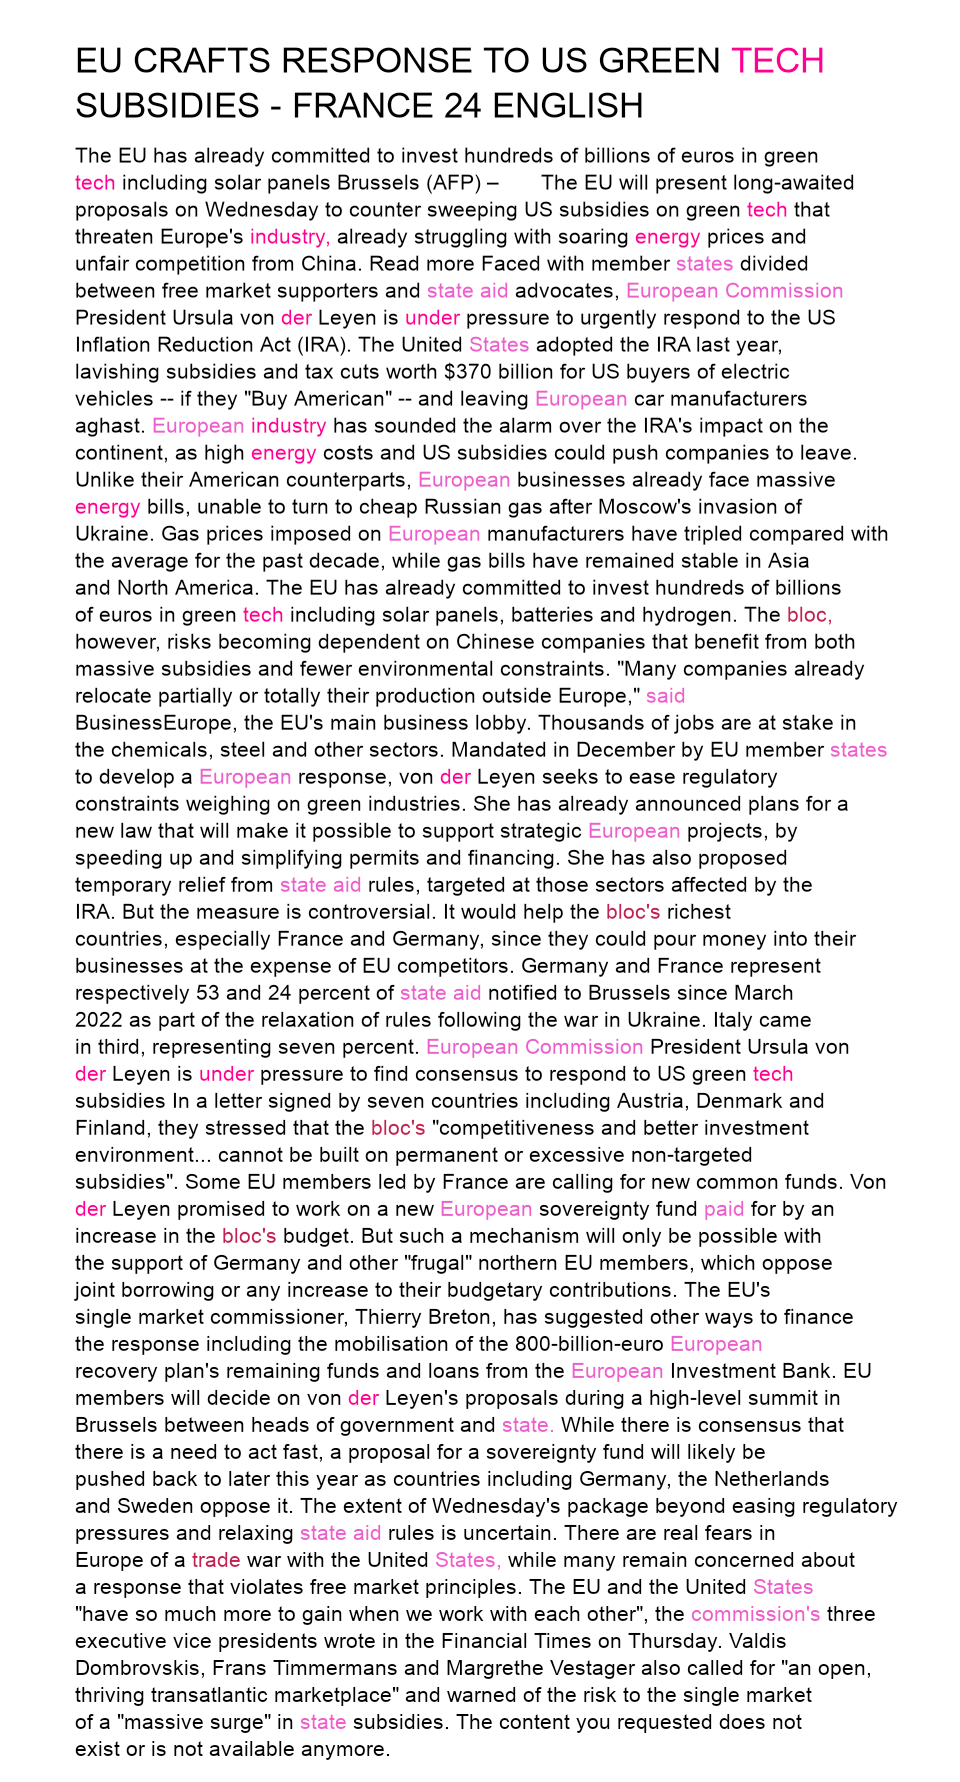 EU CRAFTS RESPONSE TO US GREEN TECH
SUBSIDIES - FRANCE 24 ENGLISH
The EU has already committed to invest hundreds of billions of euros in green
tech including solar panels Brussels (AFP) – The EU will present long-awaited
proposals on Wednesday to counter sweeping US subsidies on green tech that
threaten Europe's industry, already struggling with soaring energy prices and
unfair competition from China. Read more Faced with member states divided
between free market supporters and state aid advocates, European Commission
President Ursula von der Leyen is under pressure to urgently respond to the US
Inflation Reduction Act (IRA). The United States adopted the IRA last year,
lavishing subsidies and tax cuts worth $370 billion for US buyers of electric
vehicles -- if they "Buy American" -- and leaving European car manufacturers
aghast. European industry has sounded the alarm over the IRA's impact on the
continent, as high energy costs and US subsidies could push companies to leave.
Unlike their American counterparts, European businesses already face massive
energy bills, unable to turn to cheap Russian gas after Moscow's invasion of
Ukraine. Gas prices imposed on European manufacturers have tripled compared with
the average for the past decade, while gas bills have remained stable in Asia
and North America. The EU has already committed to invest hundreds of billions
of euros in green tech including solar panels, batteries and hydrogen. The bloc,
however, risks becoming dependent on Chinese companies that benefit from both
massive subsidies and fewer environmental constraints. "Many companies already
relocate partially or totally their production outside Europe," said
BusinessEurope, the EU's main business lobby. Thousands of jobs are at stake in
the chemicals, steel and other sectors. Mandated in December by EU member states
to develop a European response, von der Leyen seeks to ease regulatory
constraints weighing on green industries. She has already announced plans for a
new law that will make it possible to support strategic European projects, by
speeding up and simplifying permits and financing. She has also proposed
temporary relief from state aid rules, targeted at those sectors affected by the
IRA. But the measure is controversial. It would help the bloc's richest
countries, especially France and Germany, since they could pour money into their
businesses at the expense of EU competitors. Germany and France represent
respectively 53 and 24 percent of state aid notified to Brussels since March
2022 as part of the relaxation of rules following the war in Ukraine. Italy came
in third, representing seven percent. European Commission President Ursula von
der Leyen is under pressure to find consensus to respond to US green tech
subsidies In a letter signed by seven countries including Austria, Denmark and
Finland, they stressed that the bloc's "competitiveness and better investment
environment... cannot be built on permanent or excessive non-targeted
subsidies". Some EU members led by France are calling for new common funds. Von
der Leyen promised to work on a new European sovereignty fund paid for by an
increase in the bloc's budget. But such a mechanism will only be possible with
the support of Germany and other "frugal" northern EU members, which oppose
joint borrowing or any increase to their budgetary contributions. The EU's
single market commissioner, Thierry Breton, has suggested other ways to finance
the response including the mobilisation of the 800-billion-euro European
recovery plan's remaining funds and loans from the European Investment Bank. EU
members will decide on von der Leyen's proposals during a high-level summit in
Brussels between heads of government and state. While there is consensus that
there is a need to act fast, a proposal for a sovereignty fund will likely be
pushed back to later this year as countries including Germany, the Netherlands
and Sweden oppose it. The extent of Wednesday's package beyond easing regulatory
pressures and relaxing state aid rules is uncertain. There are real fears in
Europe of a trade war with the United States, while many remain concerned about
a response that violates free market principles. The EU and the United States
"have so much more to gain when we work with each other", the commission's three
executive vice presidents wrote in the Financial Times on Thursday. Valdis
Dombrovskis, Frans Timmermans and Margrethe Vestager also called for "an open,
thriving transatlantic marketplace" and warned of the risk to the single market
of a "massive surge" in state subsidies. The content you requested does not
exist or is not available anymore.